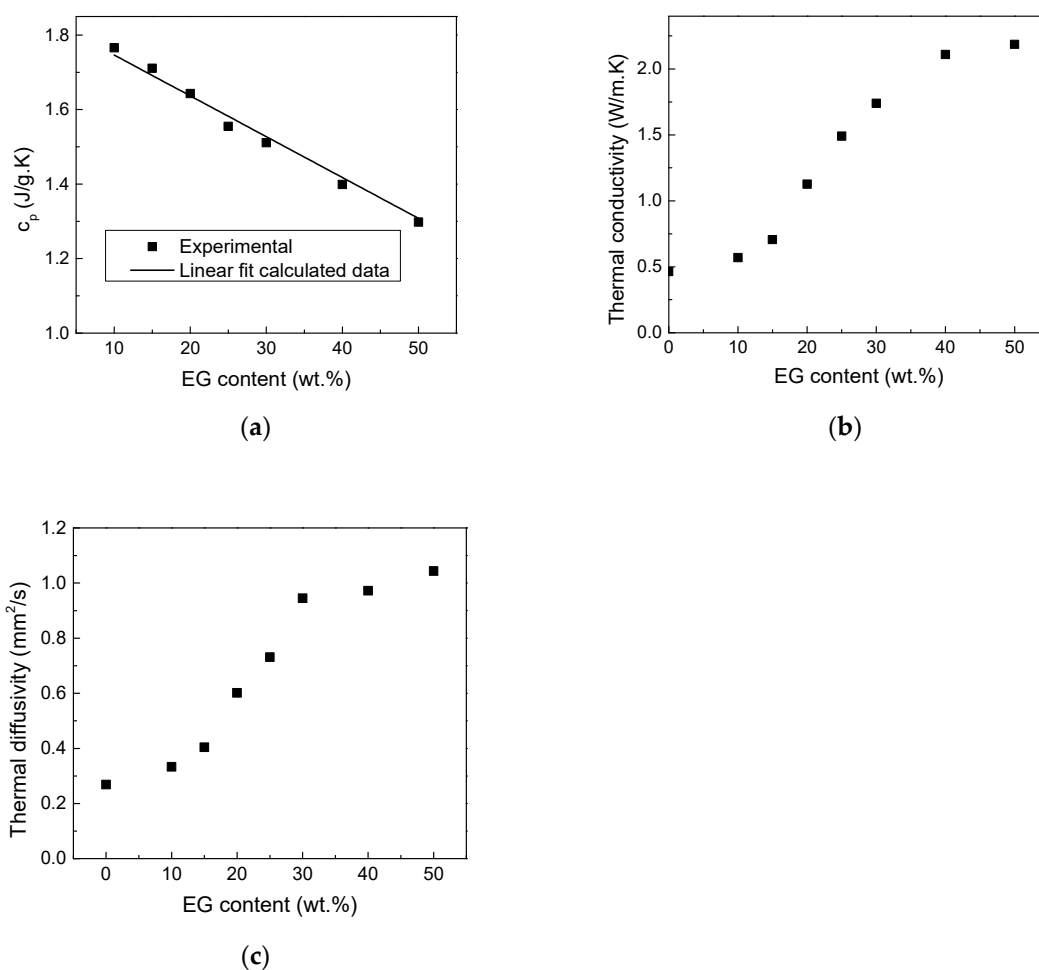 1.8
1.6
1.4
1.2
1.0
c_p (J/g.K)
Experimental
Linear fit calculated data
10 20 30 40 50
EG content (wt.%)
(a)
2.0
1.5
1.0
0.5
0.0
Thermal conductivity (W/m.K)
0 10 20 30 40 50
EG content (wt.%)
(b)
1.2
1.0
0.8
0.6
0.4
0.2
0.0
Thermal diffusivity (mm²/s)
0 10 20 30 40 50
EG content (wt.%)
(c)